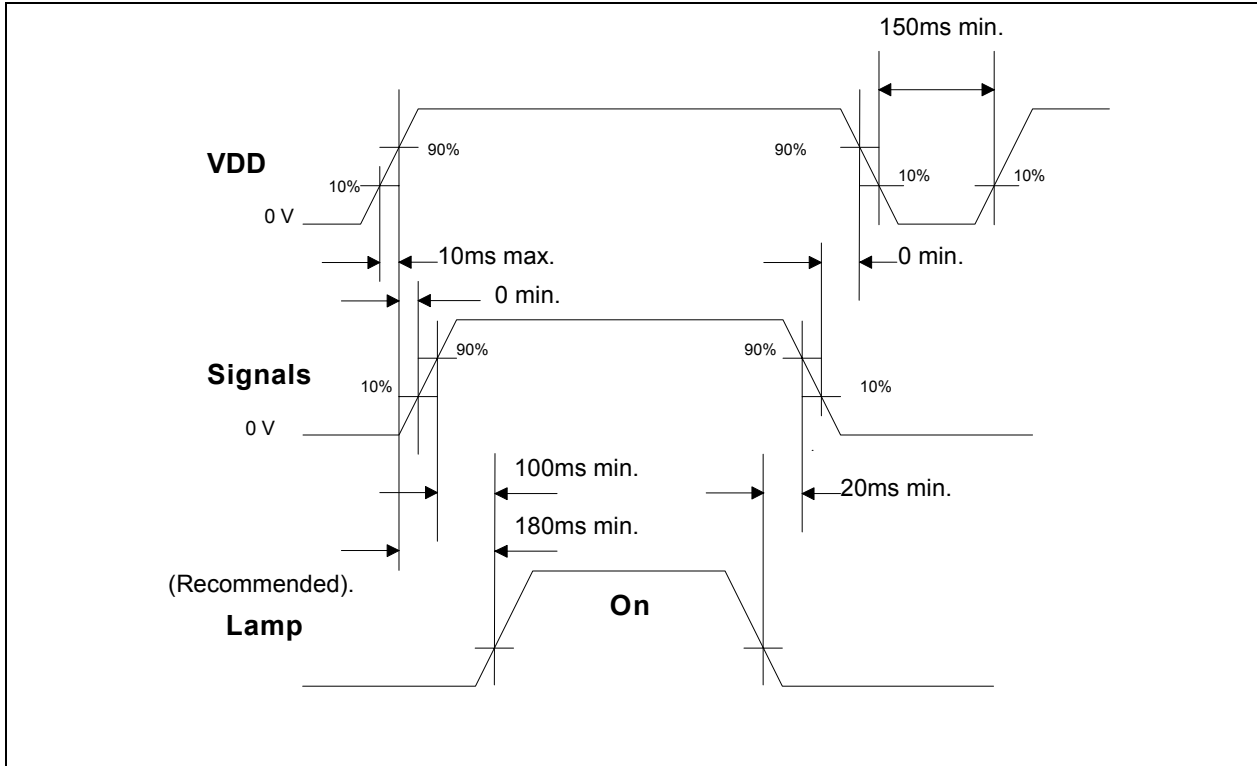 150ms min.
VDD
90%
90%
10%
10%
10%
0 V
10ms max.
0 min.
0 min.
Signals
90%
90%
10%
10%
0 V
100ms min.
20ms min.
180ms min.
(Recommended).
Lamp
On